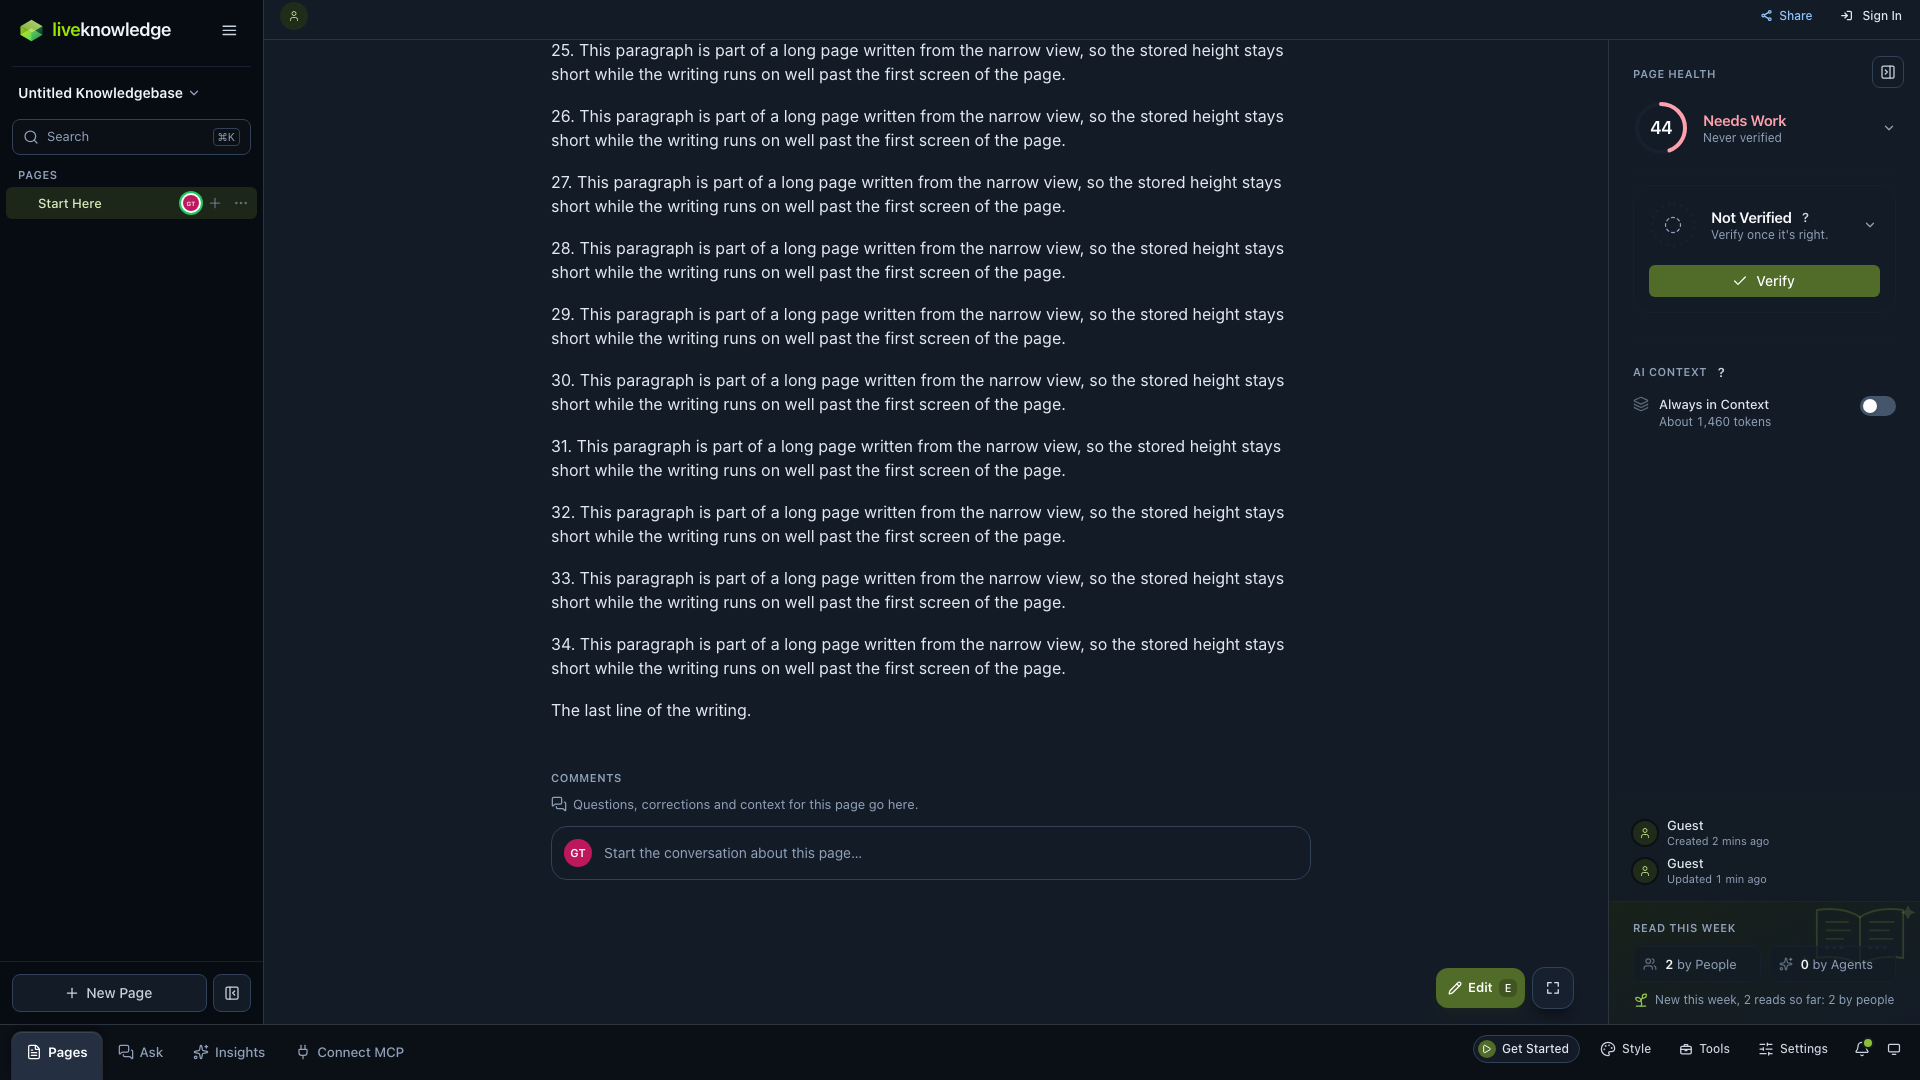 liveknowledge
Share
Sign In
Untitled Knowledgebase
Search
⌘K
PAGES
Start Here
GT
25. This paragraph is part of a long page written from the narrow view, so the stored height stays
short while the writing runs on well past the first screen of the page.
26. This paragraph is part of a long page written from the narrow view, so the stored height stays
short while the writing runs on well past the first screen of the page.
27. This paragraph is part of a long page written from the narrow view, so the stored height stays
short while the writing runs on well past the first screen of the page.
28. This paragraph is part of a long page written from the narrow view, so the stored height stays
short while the writing runs on well past the first screen of the page.
29. This paragraph is part of a long page written from the narrow view, so the stored height stays
short while the writing runs on well past the first screen of the page.
30. This paragraph is part of a long page written from the narrow view, so the stored height stays
short while the writing runs on well past the first screen of the page.
31. This paragraph is part of a long page written from the narrow view, so the stored height stays
short while the writing runs on well past the first screen of the page.
32. This paragraph is part of a long page written from the narrow view, so the stored height stays
short while the writing runs on well past the first screen of the page.
33. This paragraph is part of a long page written from the narrow view, so the stored height stays
short while the writing runs on well past the first screen of the page.
34. This paragraph is part of a long page written from the narrow view, so the stored height stays
short while the writing runs on well past the first screen of the page.
The last line of the writing.
COMMENTS
Questions, corrections and context for this page go here.
GT
Start the conversation about this page...
Edit E
PAGE HEALTH
44
Needs Work
Never verified
Not Verified ?
Verify once it's right.
Verify
AI CONTEXT ?
Always in Context
About 1,460 tokens
Guest
Created 2 mins ago
Guest
Updated 1 min ago
READ THIS WEEK
2 by People
0 by Agents
New this week, 2 reads so far: 2 by people
New Page
Pages
Ask
Insights
Connect MCP
Get Started
Style
Tools
Settings